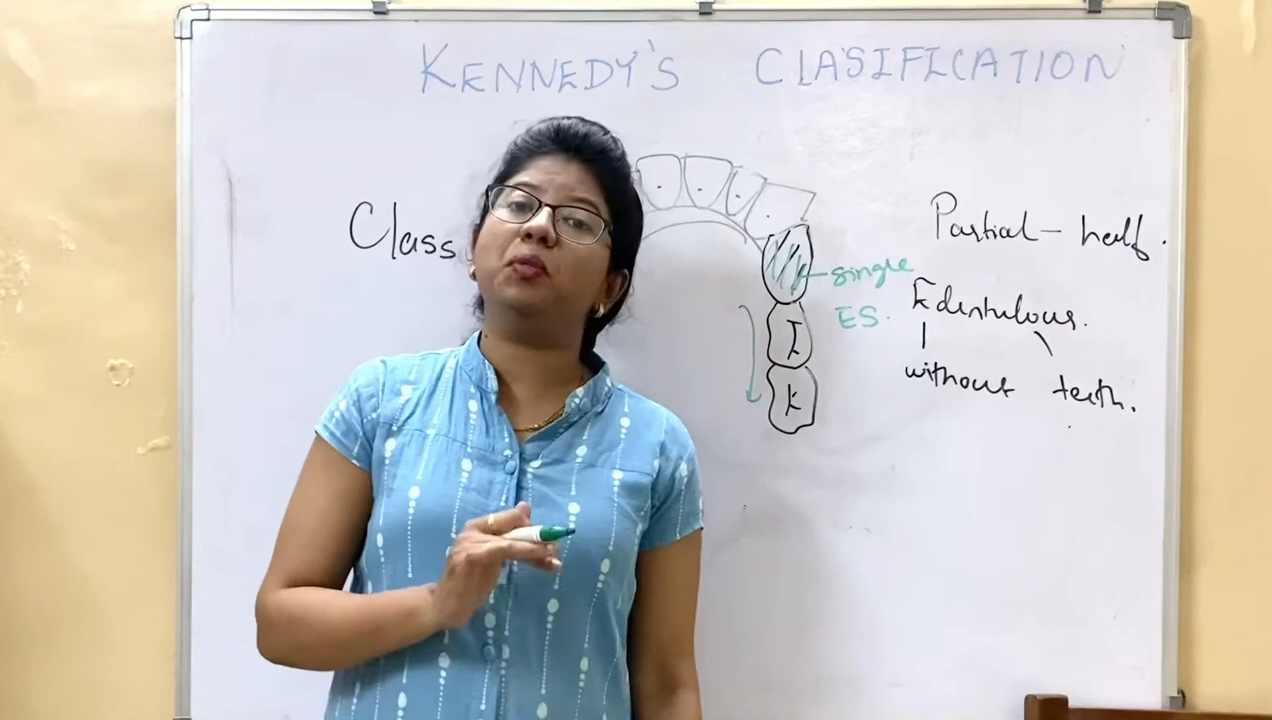 KENNEDY'S CLASIFICATION
Class
Partial - half.
single
ES.
Edentulous.
without teeth.